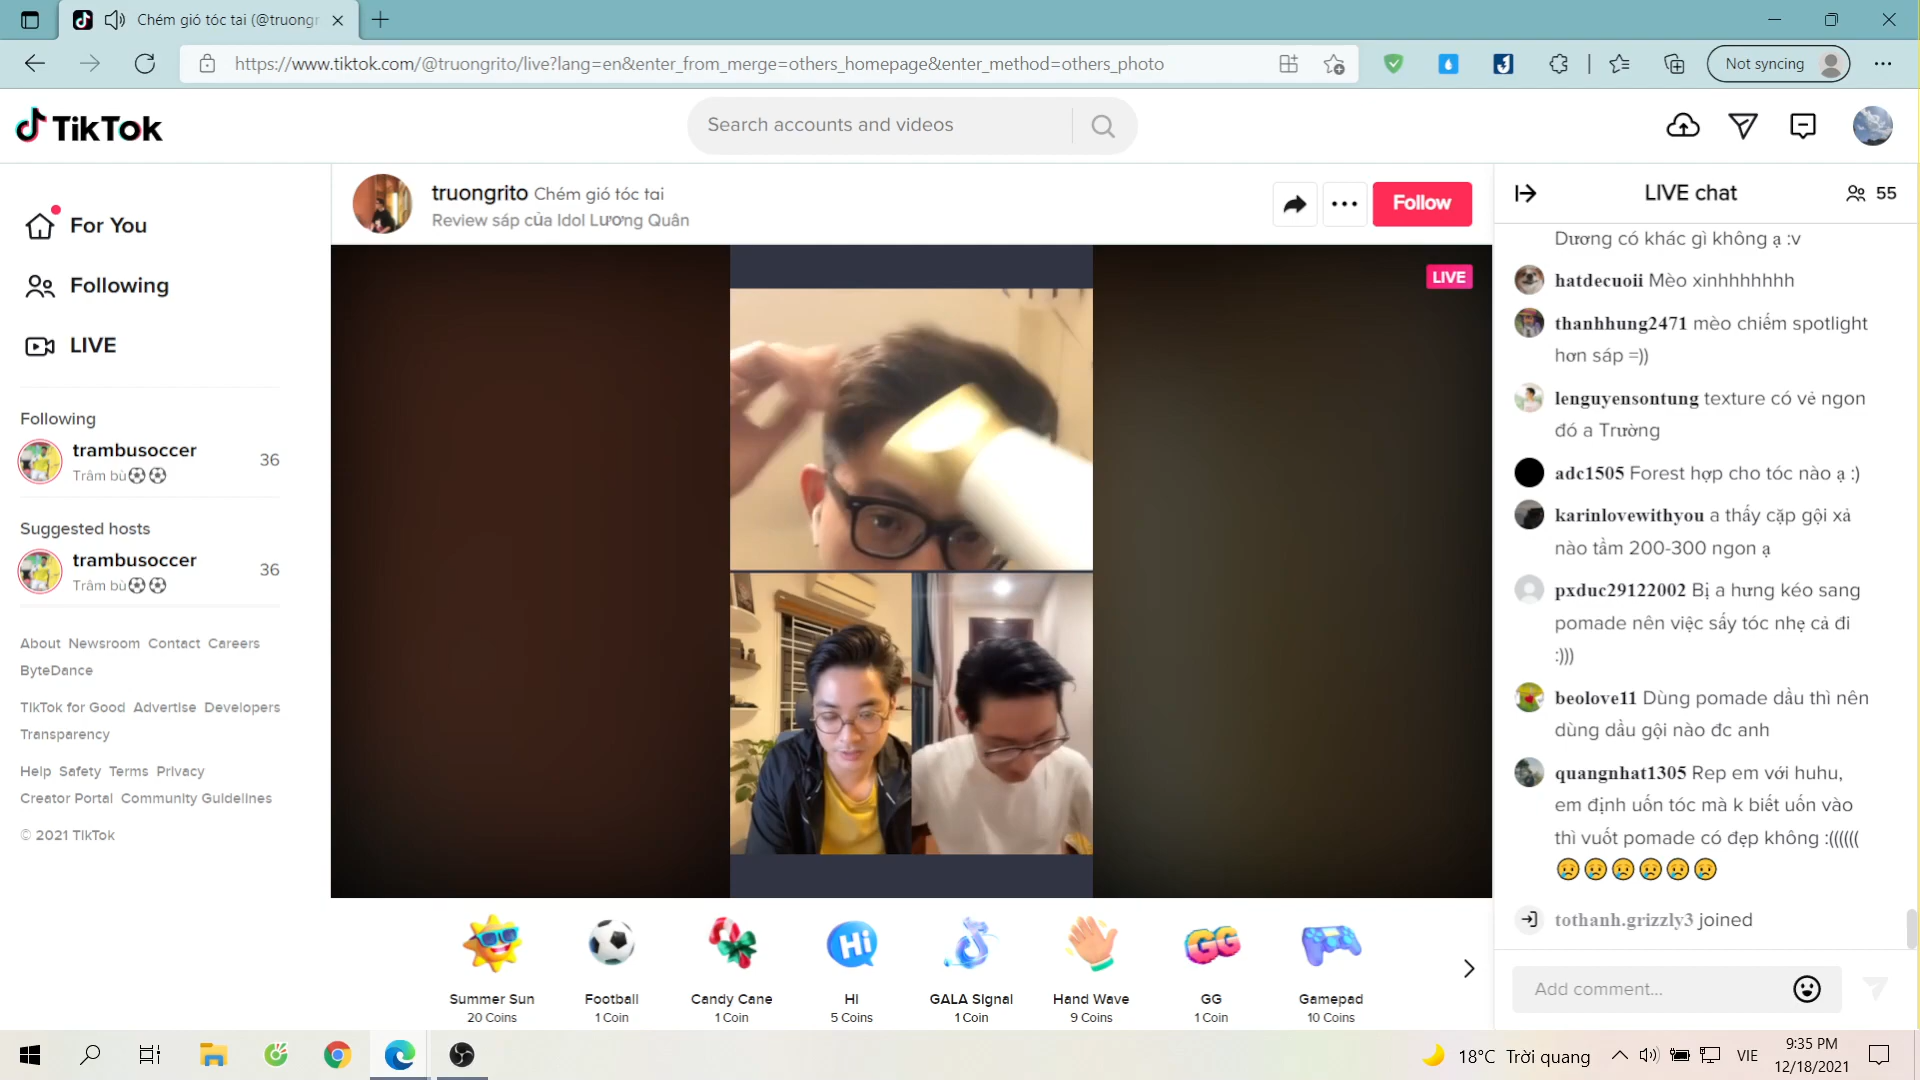 Chém gió tóc tai (@truongr
https://www.tiktok.com/@truongrito/live?lang=en&enter_from_merge=others_homepage&enter_method=others_photo
Not syncing
TikTok
Search accounts and videos
For You
Following
LIVE
Following
trambusoccer
Trâm bù⚽⚽
36
Suggested hosts
trambusoccer
Trâm bù⚽⚽
36
About Newsroom Contact Careers
ByteDance
TikTok for Good Advertise Developers
Transparency
Help Safety Terms Privacy
Creator Portal Community Guidelines
© 2021 TikTok
truongrito Chém gió tóc tai
Review sáp của Idol Lương Quân
Follow
LIVE
Summer Sun
20 Coins
Football
1 Coin
Candy Cane
1 Coin
Hi
Hi
5 Coins
GALA Signal
1 Coin
Hand Wave
9 Coins
GG
GG
1 Coin
Gamepad
10 Coins
LIVE chat
55
Dương có khác gì không ạ :v
hatdecuoii Mèo xinhhhhhhh
thanhhung2471 mèo chiếm spotlight
hơn sáp =))
lenguyensontung texture có vẻ ngon
đó a Trường
adc1505 Forest hợp cho tóc nào ạ :)
karinlovewithyou a thấy cặp gội xả
nào tầm 200-300 ngon ạ
pxduc29122002 Bị a hưng kéo sang
pomade nên việc sấy tóc nhẹ cả đi
:)))
beolove11 Dùng pomade dầu thì nên
dùng dầu gội nào đc anh
quangnhat1305 Rep em với huhu,
em định uốn tóc mà k biết uốn vào
thì vuốt pomade có đẹp không :((((((
😥😥😥😥😥😥
tothanh.grizzly3 joined
Add comment...
18°C Trời quang
VIE
9:35 PM
12/18/2021